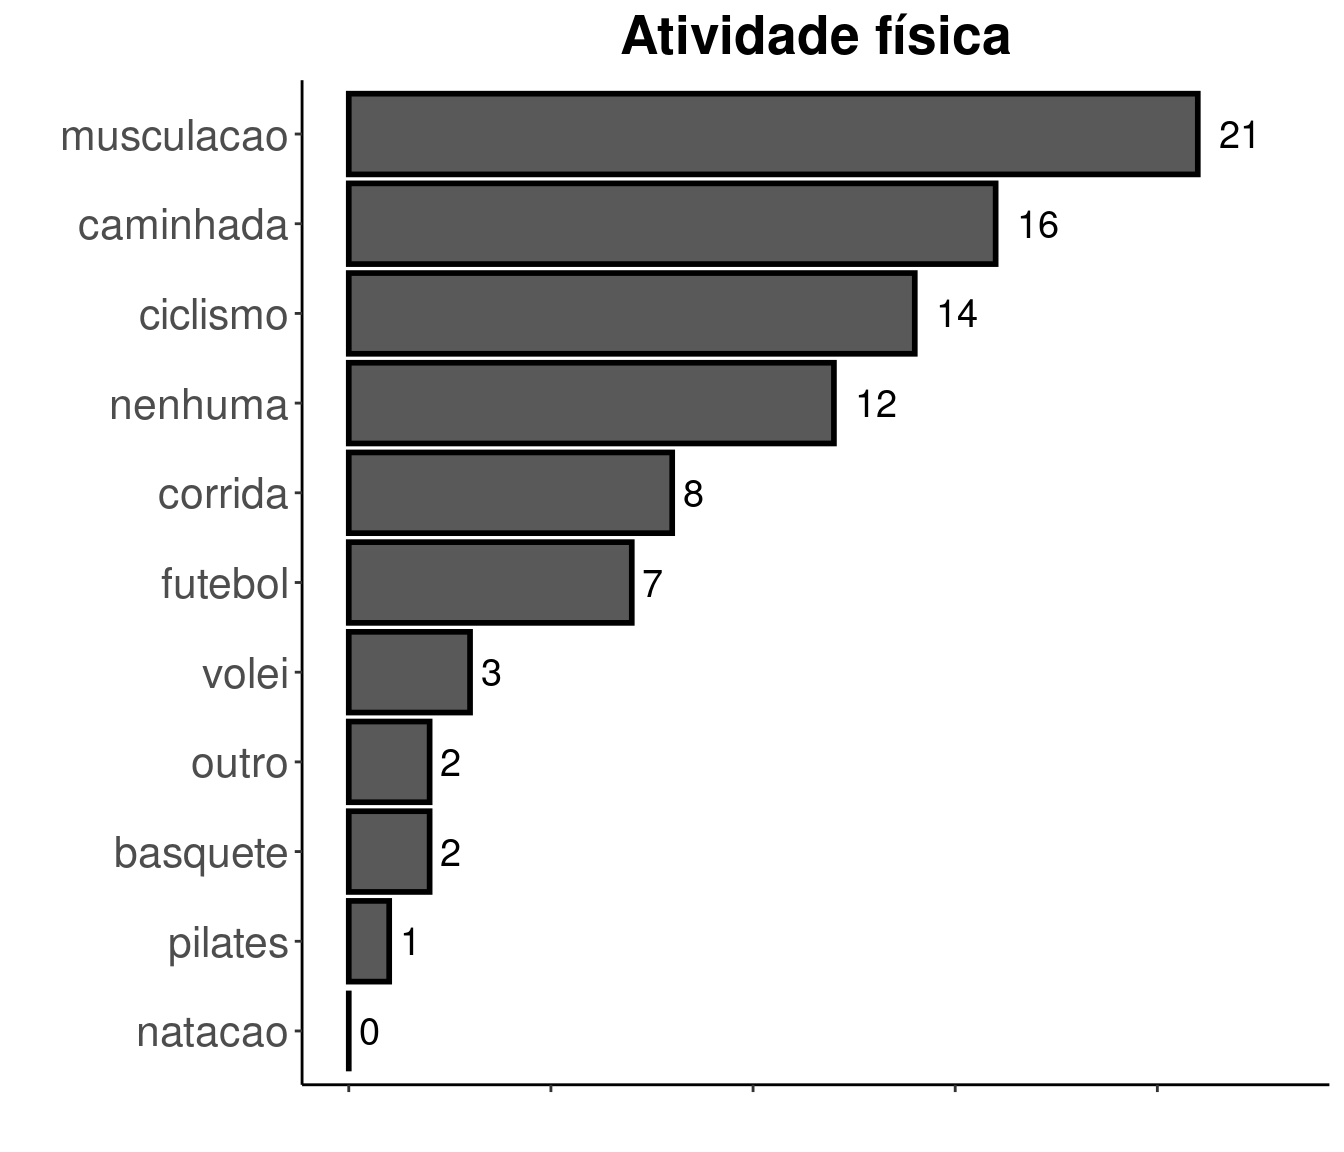 Atividade física
musculacao 21
caminhada 16
ciclismo 14
nenhuma 12
corrida 8
futebol 7
volei 3
outro 2
basquete 2
pilates 1
natacao 0